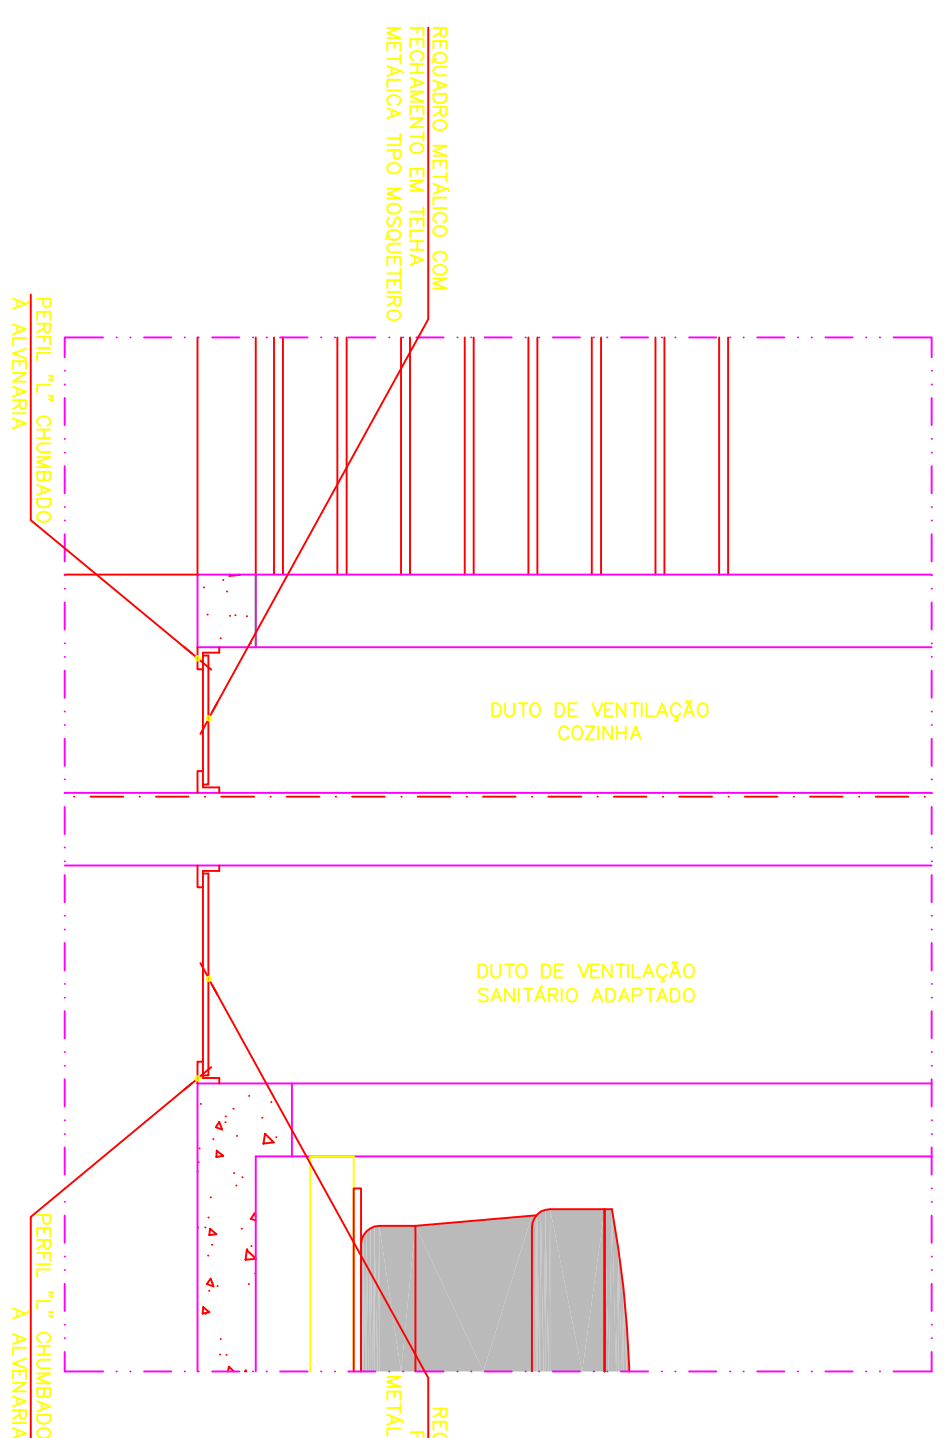 REQUADRO METÁLICO COM
FECHAMENTO EM TELHA
METÁLICA TIPO MOSQUETEIRO
PERFIL "L" CHUMBADO
À ALVENARIA
DUTO DE VENTILAÇÃO
COZINHA
DUTO DE VENTILAÇÃO
SANITÁRIO ADAPTADO
PERFIL "L" CHUMBADO
À ALVENARIA